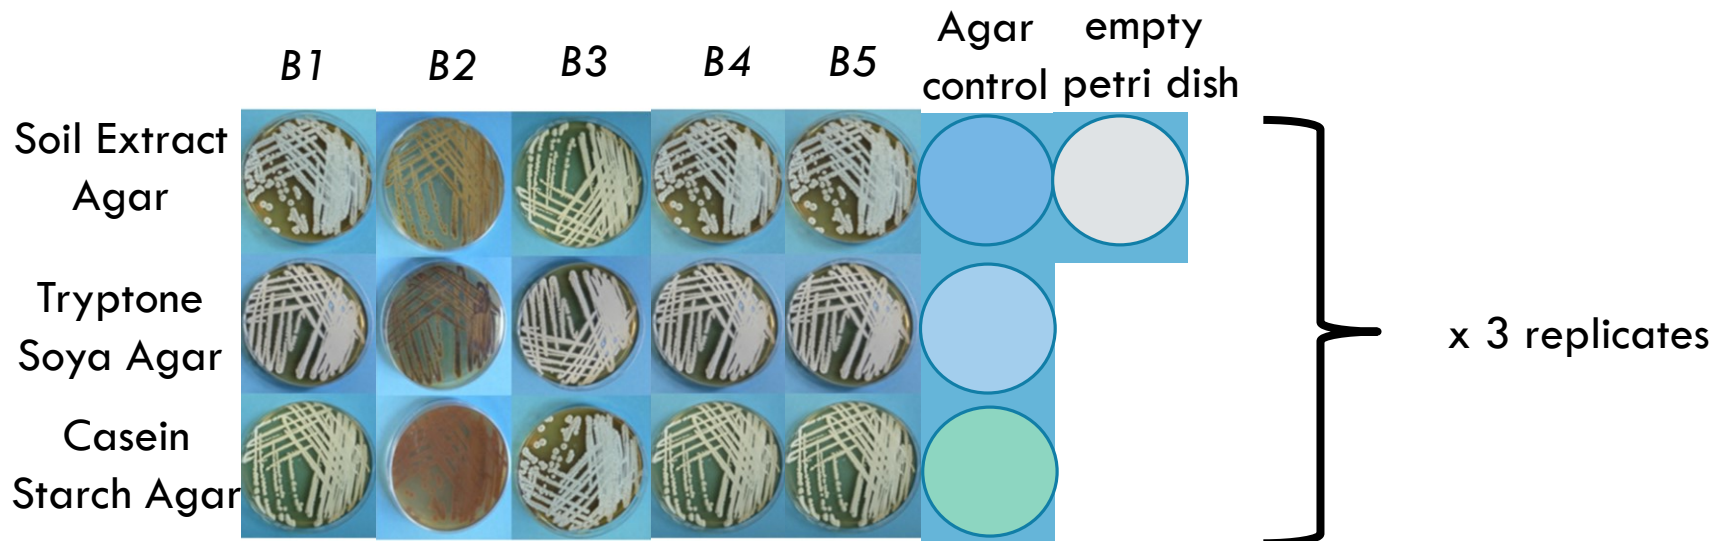 B1 B2 B3 B4 B5
Agar
control
empty
petri dish
Soil Extract
Agar
Tryptone
Soya Agar
Casein
Starch Agar
x 3 replicates